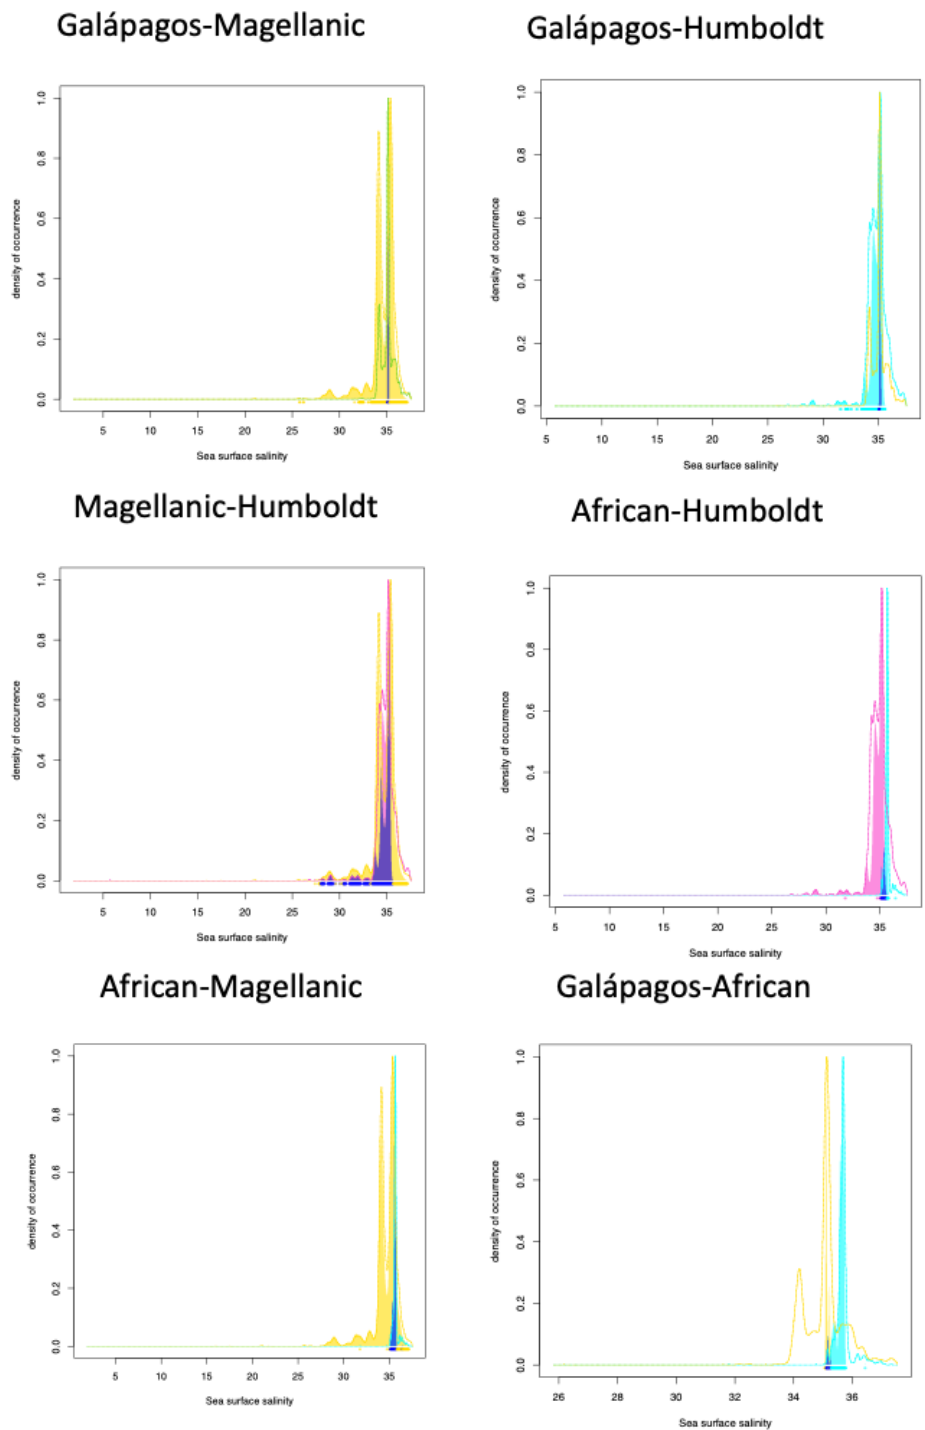 Galápagos-Magellanic
Galápagos-Humboldt
density of occurrence
1.0
0.8
0.6
0.4
0.2
0.0
5 10 15 20 25 30 35
Sea surface salinity
density of occurrence
1.0
0.8
0.6
0.4
0.2
0.0
5 10 15 20 25 30 35
Sea surface salinity
Magellanic-Humboldt
African-Humboldt
density of occurrence
1.0
0.8
0.6
0.4
0.2
0.0
5 10 15 20 25 30 35
Sea surface salinity
density of occurrence
1.0
0.8
0.6
0.4
0.2
0.0
5 10 15 20 25 30 35
Sea surface salinity
African-Magellanic
Galápagos-African
density of occurrence
1.0
0.8
0.6
0.4
0.2
0.0
5 10 15 20 25 30 35
Sea surface salinity
density of occurrence
1.0
0.8
0.6
0.4
0.2
0.0
26 28 30 32 34 36
Sea surface salinity